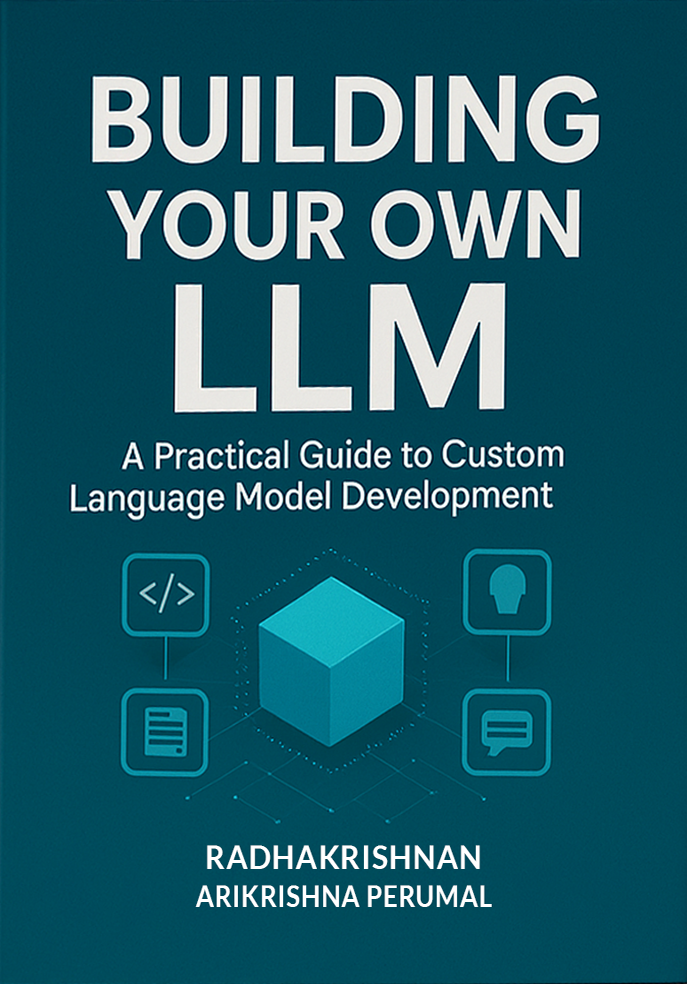 BUILDING
YOUR OWN
LLM
A Practical Guide to Custom
Language Model Development
</>
RADHAKRISHNAN
ARIKRISHNA PERUMAL